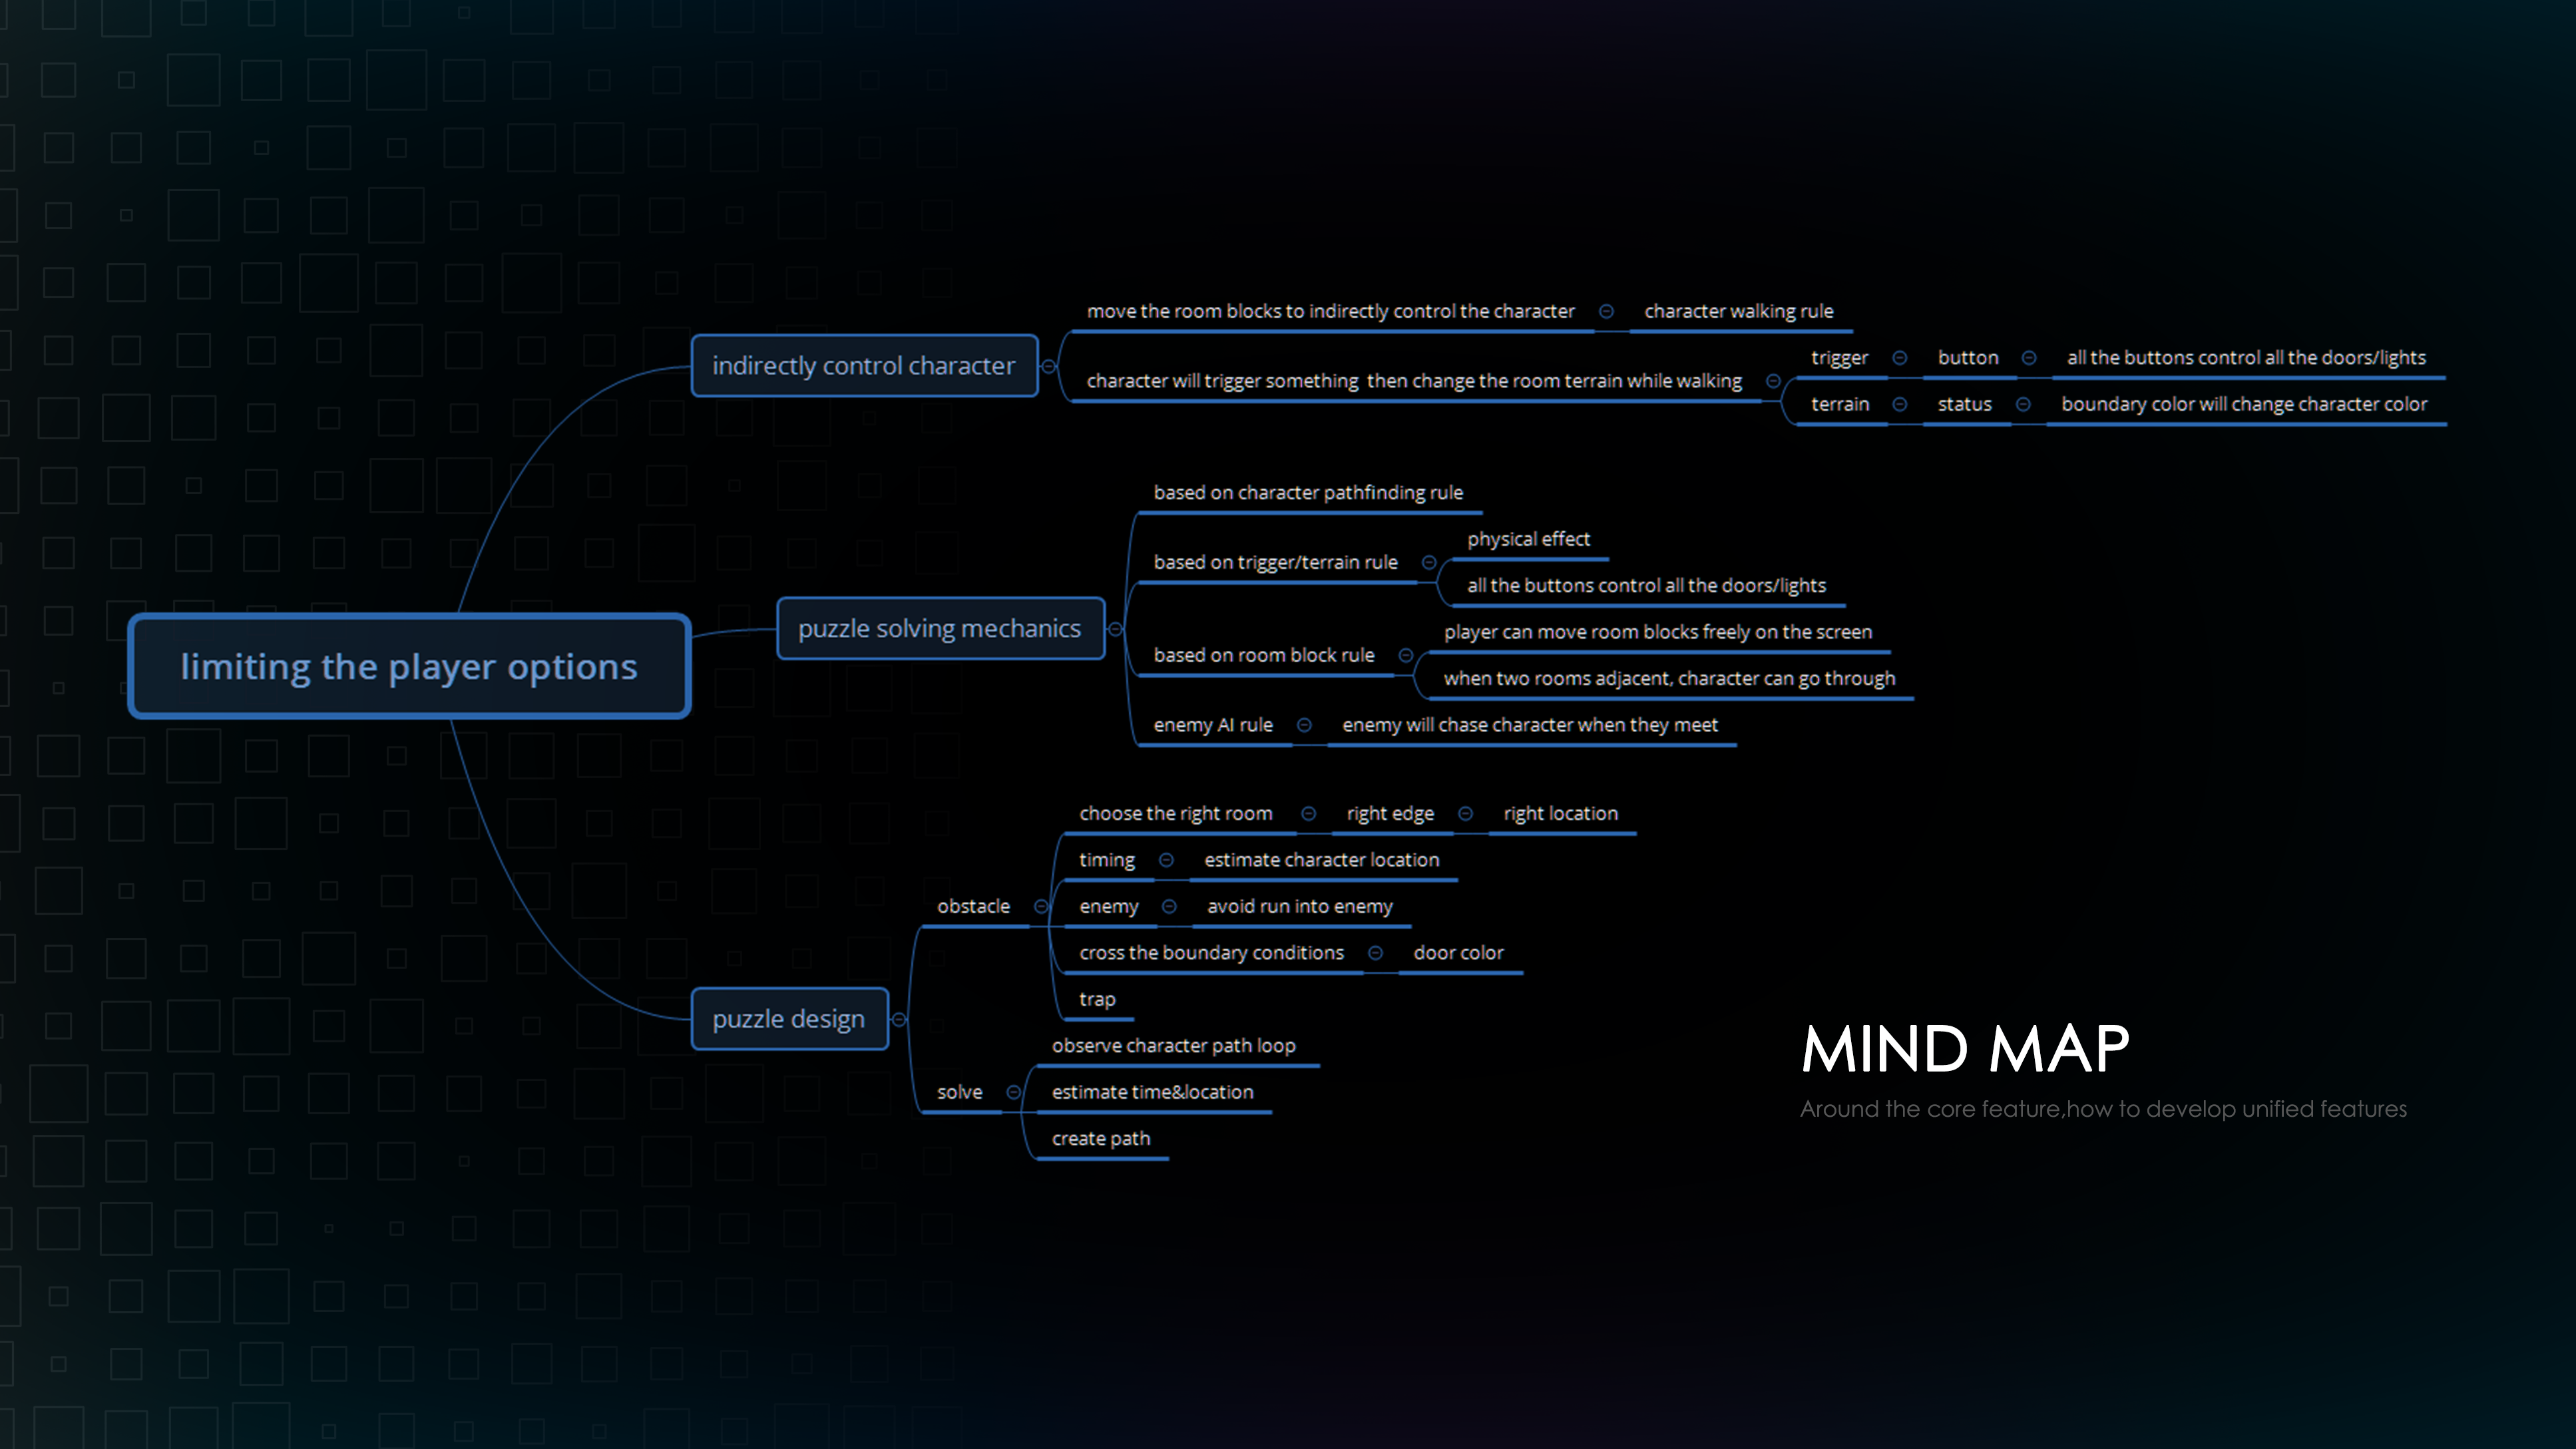 limiting the player options
indirectly control character
move the room blocks to indirectly control the character
character walking rule
character will trigger something then change the room terrain while walking
trigger
button
all the buttons control all the doors/lights
terrain
status
boundary color will change character color
puzzle solving mechanics
based on character pathfinding rule
based on trigger/terrain rule
physical effect
all the buttons control all the doors/lights
based on room block rule
player can move room blocks freely on the screen
when two rooms adjacent, character can go through
enemy AI rule
enemy will chase character when they meet
puzzle design
obstacle
choose the right room
right edge
right location
timing
estimate character location
enemy
avoid run into enemy
cross the boundary conditions
door color
trap
solve
observe character path loop
estimate time&location
create path
MIND MAP
Around the core feature,how to develop unified features